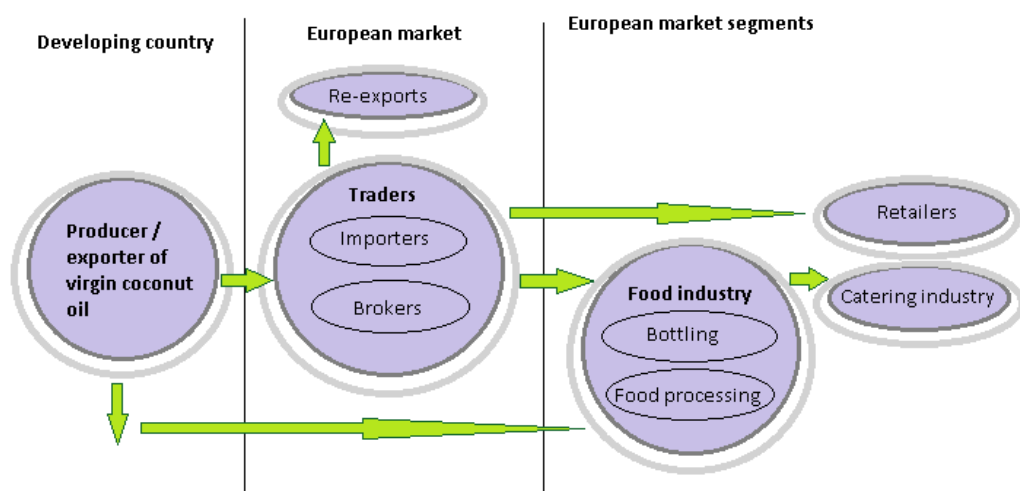 Developing country
European market
European market segments
Re-exports
Traders
Importers
Brokers
Producer /
exporter of
virgin coconut
oil
Retailers
Catering industry
Food industry
Bottling
Food processing